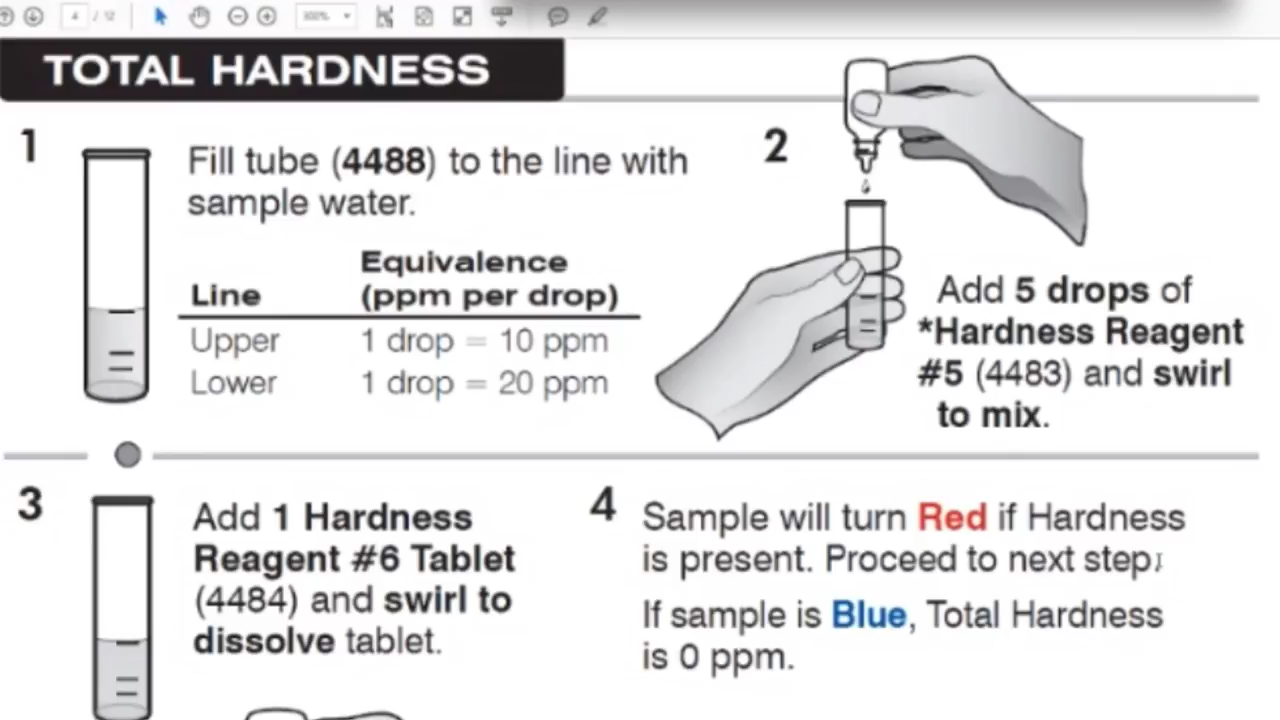 4 / 12
TOTAL HARDNESS
1
Fill tube (4488) to the line with
sample water.
Line Equivalence (ppm per drop)
Upper 1 drop = 10 ppm
Lower 1 drop = 20 ppm
2
Add 5 drops of
*Hardness Reagent
#5 (4483) and swirl
to mix.
3
Add 1 Hardness
Reagent #6 Tablet
(4484) and swirl to
dissolve tablet.
4
Sample will turn Red if Hardness
is present. Proceed to next step.
If sample is Blue, Total Hardness
is 0 ppm.